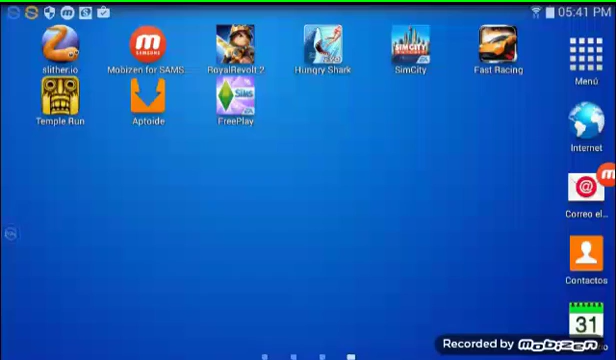 05:41 PM
slither.io
Mobizen for SAMS...
RoyalRevolt 2
Hungry Shark
SimCity
Fast Racing
Menú
Temple Run
Aptoide
FreePlay
Internet
Correo el...
Contactos
31
Recorded by Mobizen